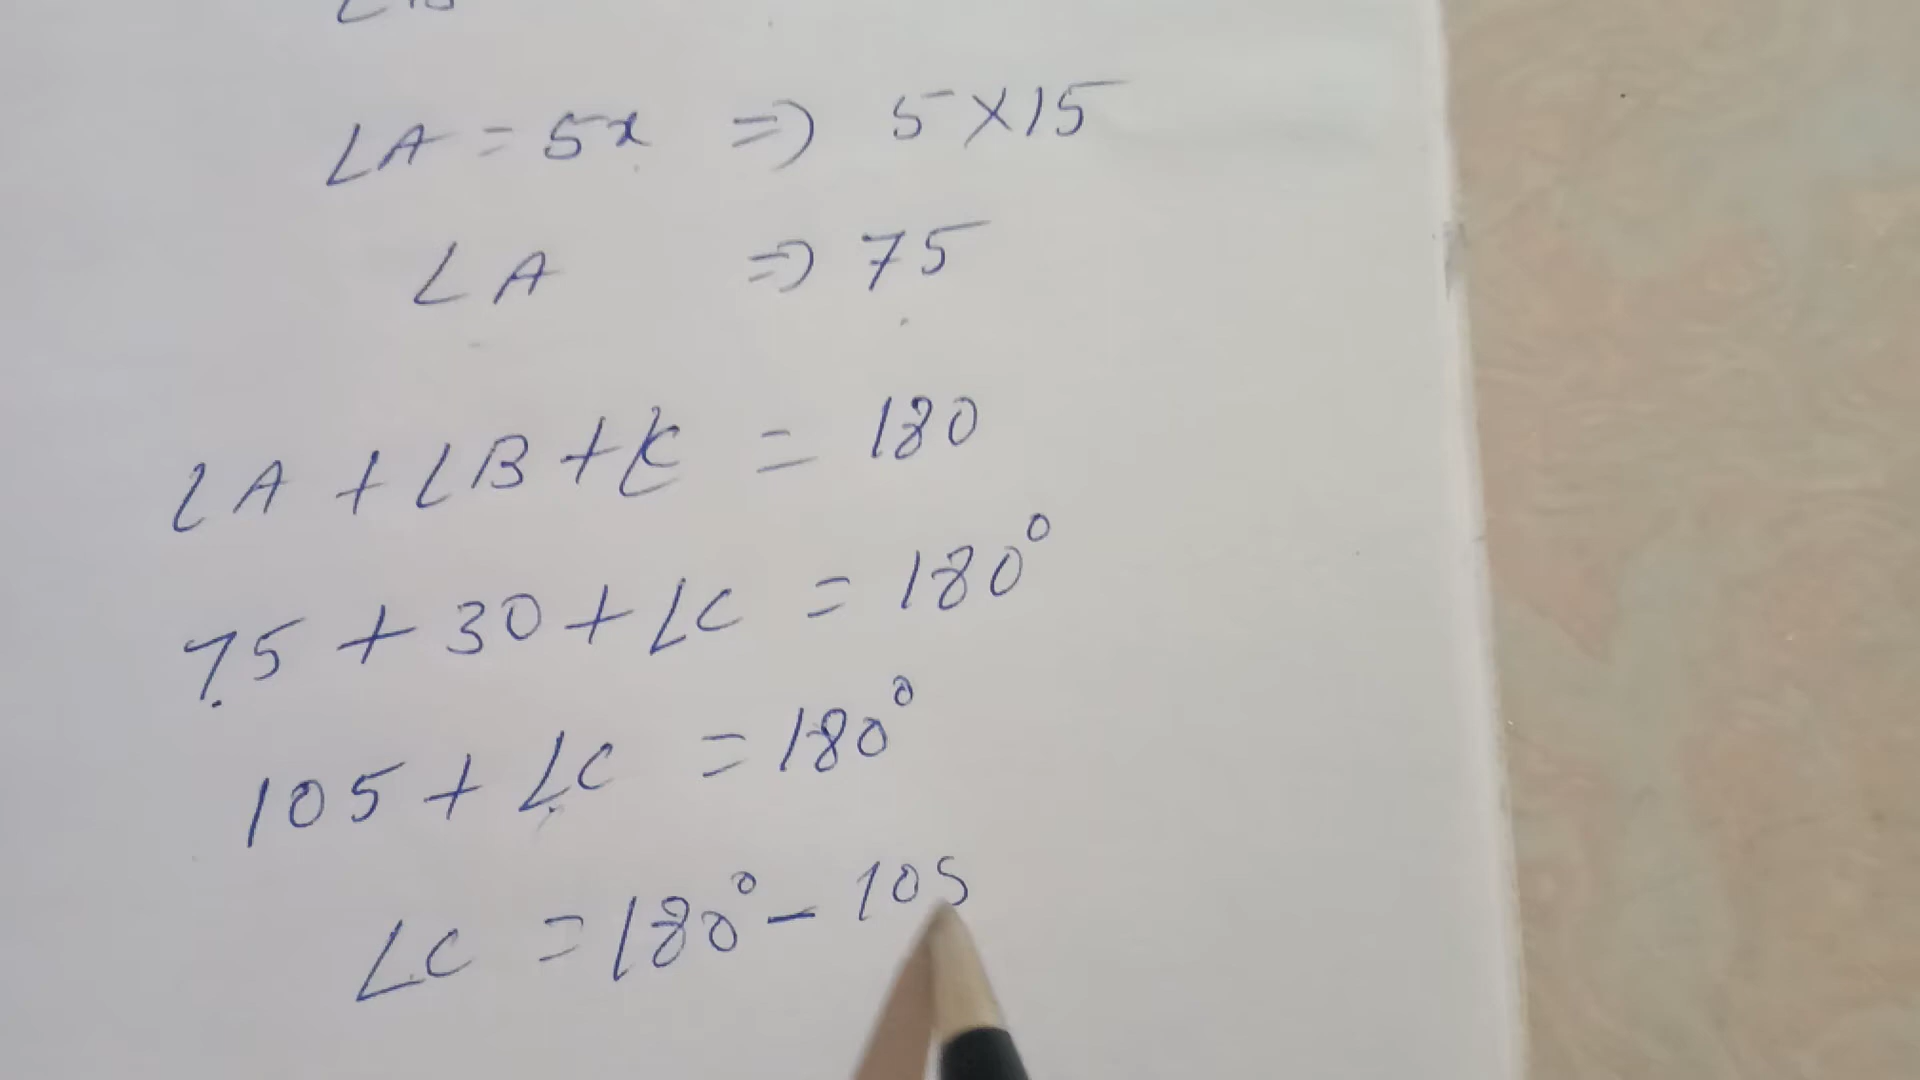 ∠A = 5x => 5×15
∠A => 75
∠A + ∠B + ∠C = 180
75 + 30 + ∠C = 180°
105 + ∠C = 180°
∠C = 180° - 105